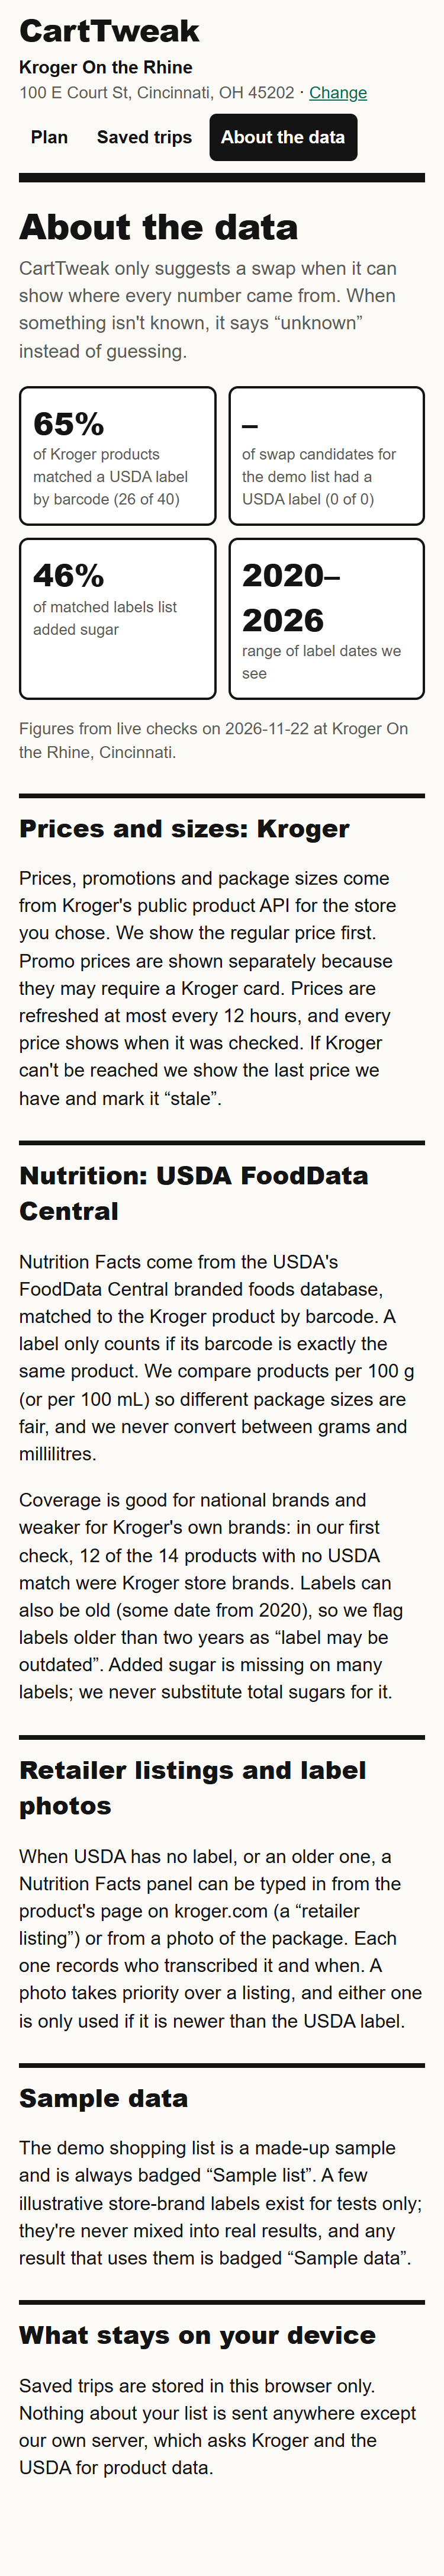 CartTweak
Kroger On the Rhine
100 E Court St, Cincinnati, OH 45202 · Change
Plan Saved trips About the data
About the data
CartTweak only suggests a swap when it can
show where every number came from. When
something isn't known, it says “unknown”
instead of guessing.
65%
of Kroger products
matched a USDA label
by barcode (26 of 40)
–
of swap candidates for
the demo list had a
USDA label (0 of 0)
46%
of matched labels list
added sugar
2020–
2026
range of label dates we
see
Figures from live checks on 2026-11-22 at Kroger On
the Rhine, Cincinnati.
Prices and sizes: Kroger
Prices, promotions and package sizes come
from Kroger's public product API for the store
you chose. We show the regular price first.
Promo prices are shown separately because
they may require a Kroger card. Prices are
refreshed at most every 12 hours, and every
price shows when it was checked. If Kroger
can't be reached we show the last price we
have and mark it “stale”.
Nutrition: USDA FoodData
Central
Nutrition Facts come from the USDA's
FoodData Central branded foods database,
matched to the Kroger product by barcode. A
label only counts if its barcode is exactly the
same product. We compare products per 100 g
(or per 100 mL) so different package sizes are
fair, and we never convert between grams and
millilitres.
Coverage is good for national brands and
weaker for Kroger's own brands: in our first
check, 12 of the 14 products with no USDA
match were Kroger store brands. Labels can
also be old (some date from 2020), so we flag
labels older than two years as “label may be
outdated”. Added sugar is missing on many
labels; we never substitute total sugars for it.
Retailer listings and label
photos
When USDA has no label, or an older one, a
Nutrition Facts panel can be typed in from the
product's page on kroger.com (a “retailer
listing”) or from a photo of the package. Each
one records who transcribed it and when. A
photo takes priority over a listing, and either one
is only used if it is newer than the USDA label.
Sample data
The demo shopping list is a made-up sample
and is always badged “Sample list”. A few
illustrative store-brand labels exist for tests only;
they're never mixed into real results, and any
result that uses them is badged “Sample data”.
What stays on your device
Saved trips are stored in this browser only.
Nothing about your list is sent anywhere except
our own server, which asks Kroger and the
USDA for product data.